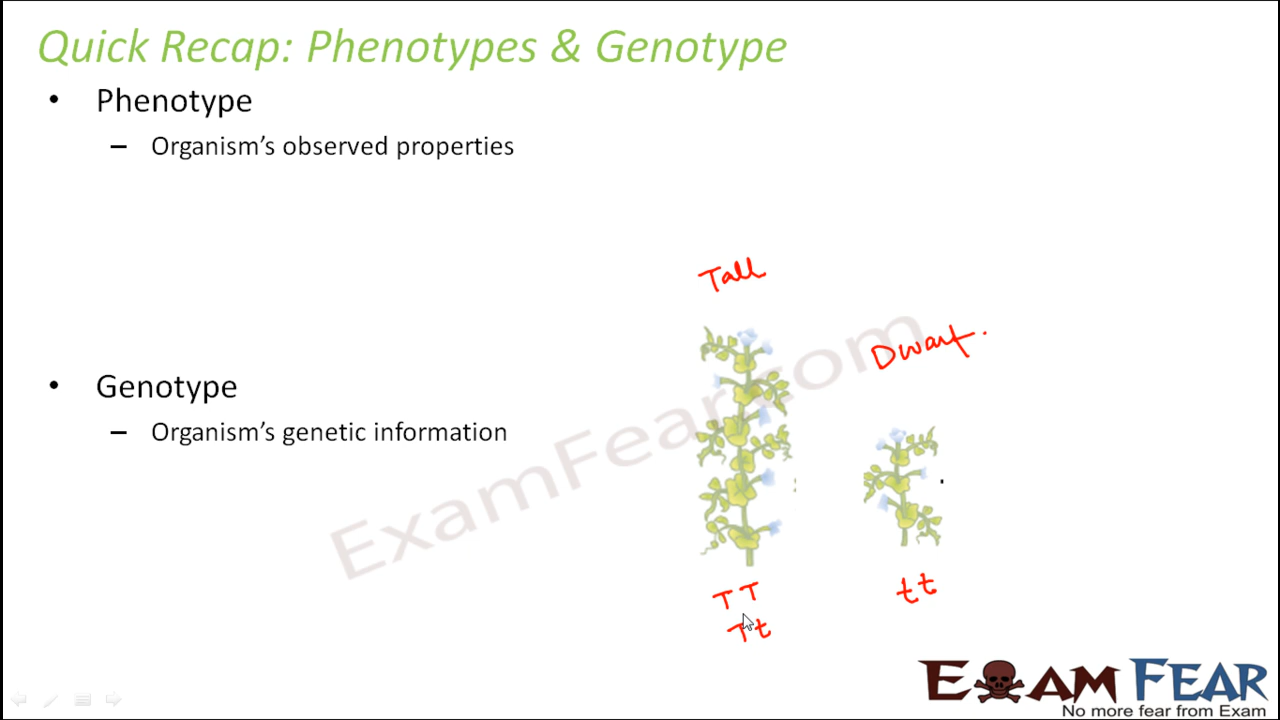 Quick Recap: Phenotypes & Genotype
• Phenotype
– Organism's observed properties
Tall
Dwarf.
• Genotype
– Organism's genetic information
ExamFear.com
TT
Tt
tt
EXAM FEAR
No more fear from Exam